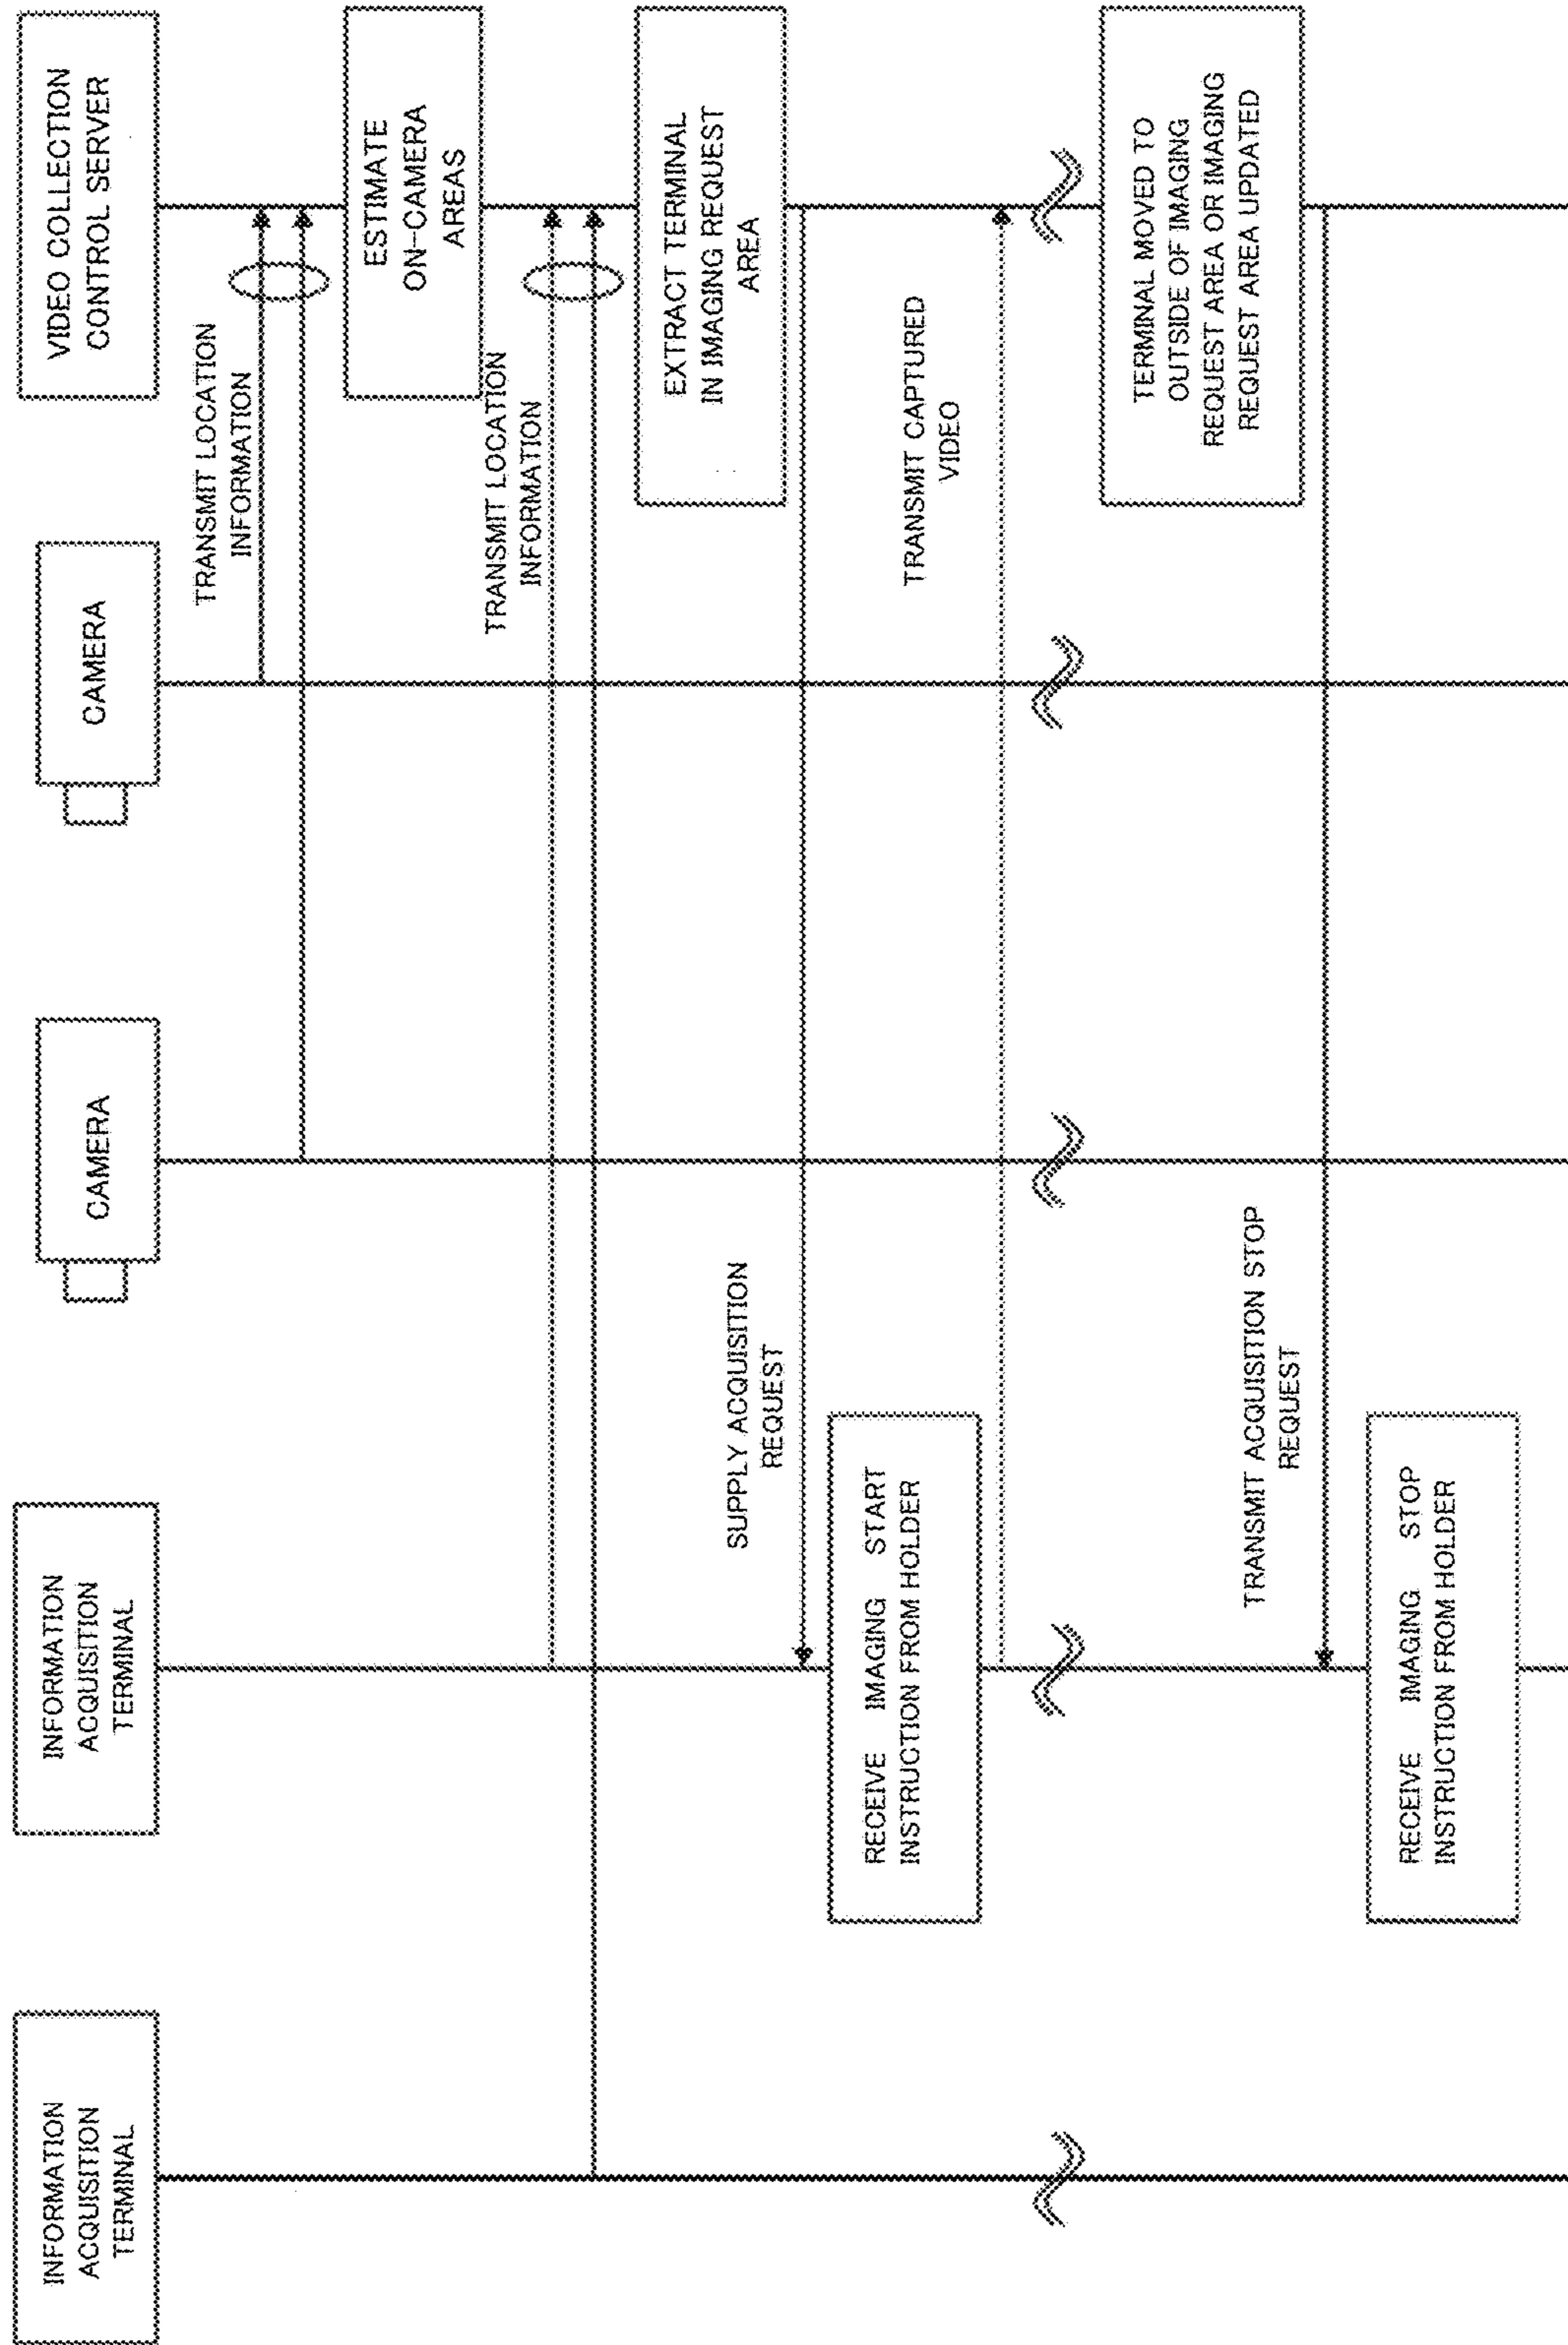 INFORMATION
ACQUISITION
TERMINAL
INFORMATION
ACQUISITION
TERMINAL
CAMERA
CAMERA
VIDEO COLLECTION
CONTROL SERVER
TRANSMIT LOCATION
INFORMATION
ESTIMATE
ON-CAMERA
AREAS
TRANSMIT LOCATION
INFORMATION
EXTRACT TERMINAL
IN IMAGING REQUEST
AREA
SUPPLY ACQUISITION
REQUEST
RECEIVE IMAGING START
INSTRUCTION FROM HOLDER
TRANSMIT CAPTURED
VIDEO
TERMINAL MOVED TO
OUTSIDE OF IMAGING
REQUEST AREA OR IMAGING
REQUEST AREA UPDATED
TRANSMIT ACQUISITION STOP
REQUEST
RECEIVE IMAGING STOP
INSTRUCTION FROM HOLDER